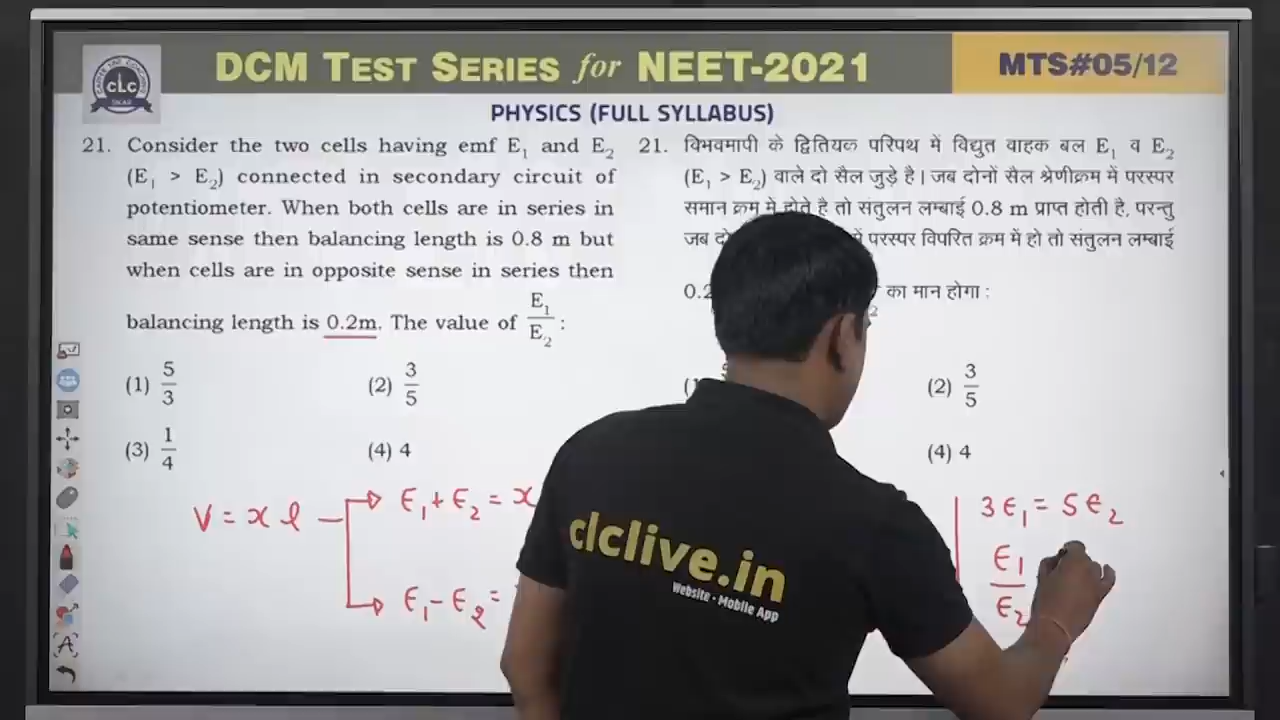 DCM TEST SERIES for NEET-2021
MTS#05/12
CLC
SIKAR
PHYSICS (FULL SYLLABUS)
21. Consider the two cells having emf E₁ and E₂
(E₁ > E₂) connected in secondary circuit of
potentiometer. When both cells are in series in
same sense then balancing length is 0.8 m but
when cells are in opposite sense in series then
balancing length is 0.2m. The value of E₁/E₂ :
(1) 5/3
(2) 3/5
(3) 1/4
(4) 4
21. विभवमापी के द्वितियक परिपथ में विद्युत वाहक बल E₁ व E₂
(E₁ > E₂) वाले दो सैल जुड़े है। जब दोनों सैल श्रेणीक्रम में परस्पर
समान क्रम में होते है तो संतुलन लम्बाई 0.8 m प्राप्त होती है, परन्तु
जब में परस्पर विपरित क्रम में हो तो संतुलन लम्बाई
0.2 का मान होगा :
(2) 3/5
(4) 4
V = x l
E₁ + E₂ = x
E₁ - E₂ =
3E₁ = 5E₂
E₁/E₂
clclive.in
Website • Mobile App